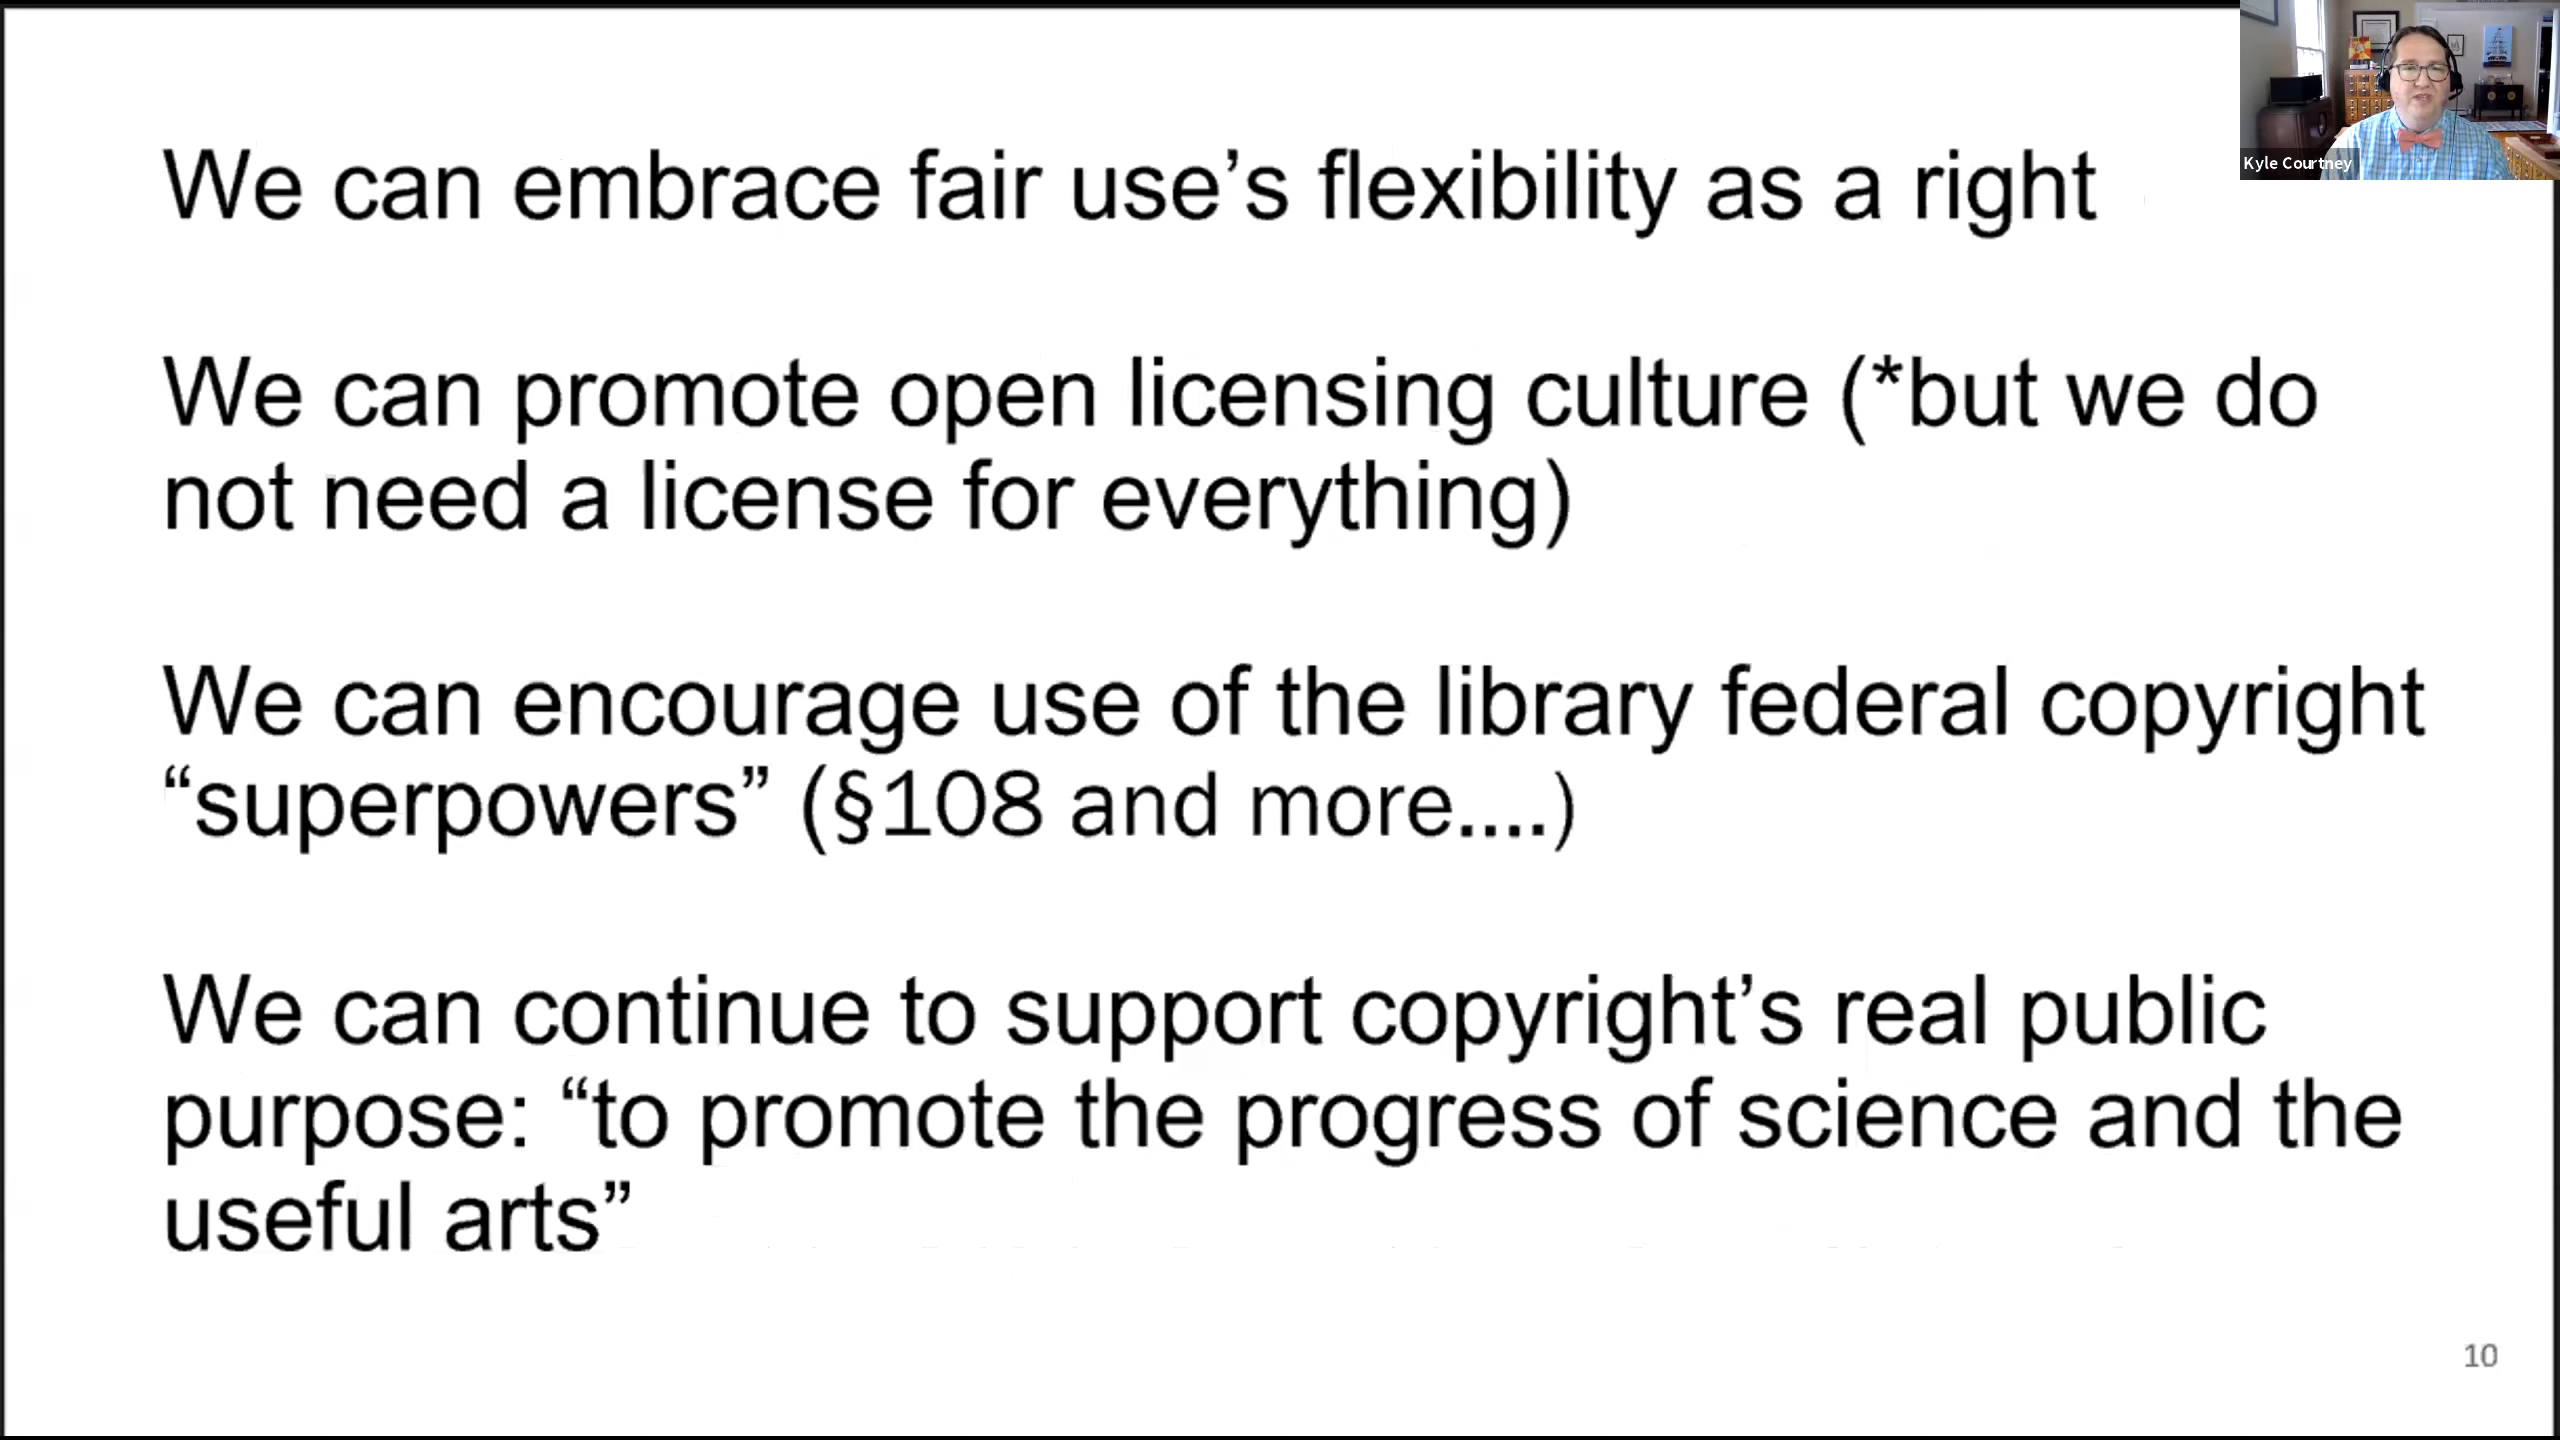 We can embrace fair use’s flexibility as a right
Kyle Courtney
We can promote open licensing culture (*but we do
not need a license for everything)
We can encourage use of the library federal copyright
“superpowers” (§108 and more....)
We can continue to support copyright’s real public
purpose: “to promote the progress of science and the
useful arts”
10